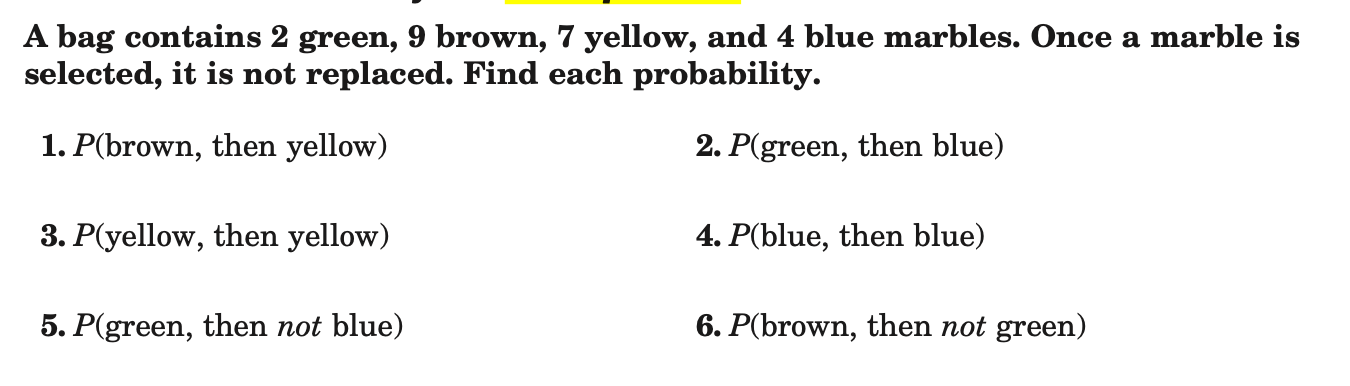 A bag contains 2 green, 9 brown, 7 yellow, and 4 blue marbles. Once a marble is
selected, it is not replaced. Find each probability.
1. P(brown, then yellow)
2. P(green, then blue)
3. P(yellow, then yellow)
4. P(blue, then blue)
5. P(green, then not blue)
6. P(brown, then not green)